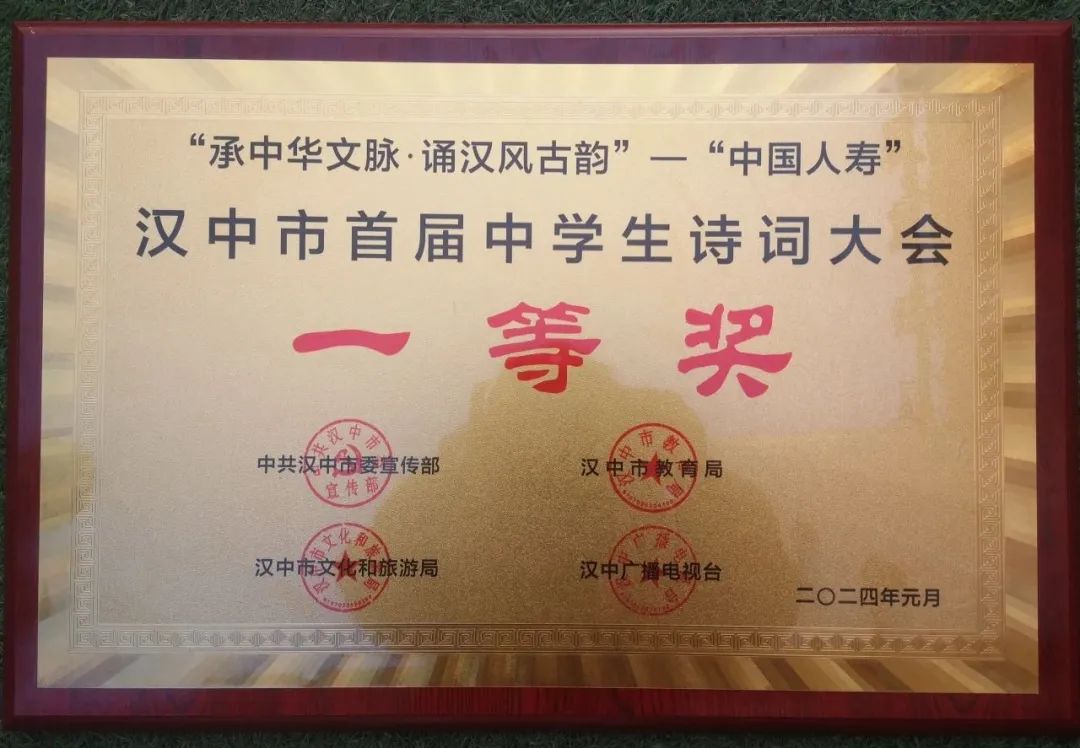 “承中华文脉·诵汉风古韵”—“中国人寿”
汉中市首届中学生诗词大会
一等奖
中共汉中市委宣传部
汉中市教育局
汉中市文化和旅游局
汉中广播电视台
二〇二四年元月